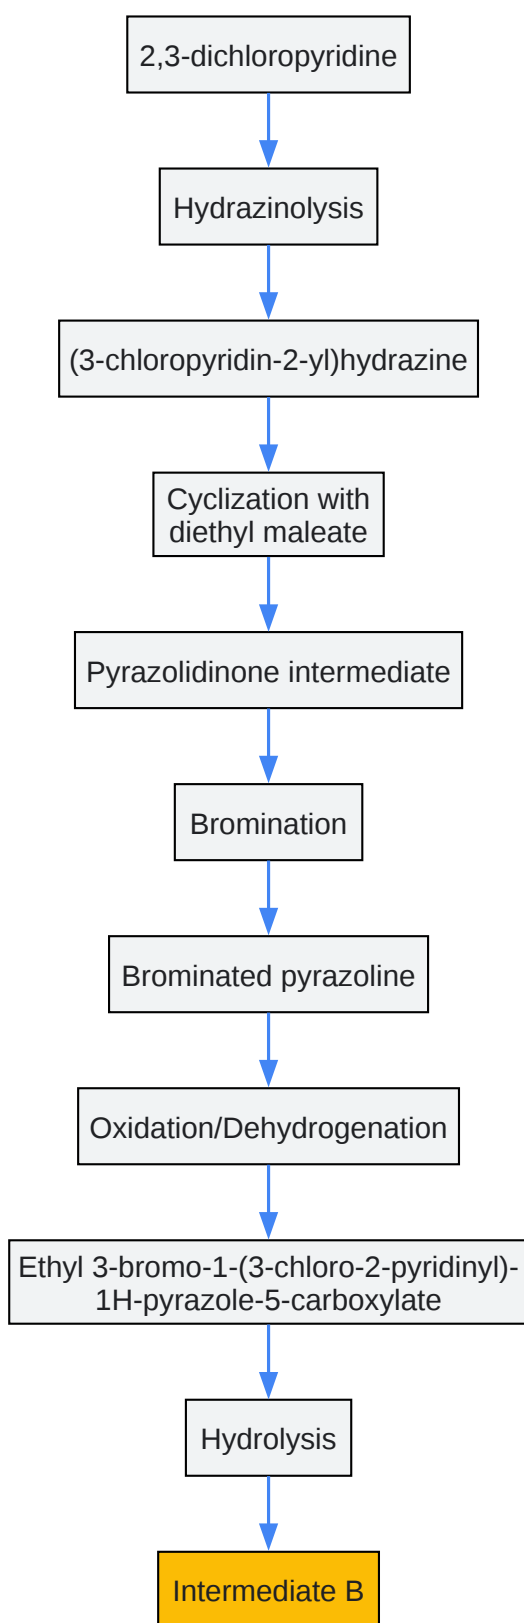 2,3-dichloropyridine
Hydrazinolysis
(3-chloropyridin-2-yl)hydrazine
Cyclization with
diethyl maleate
Pyrazolidinone intermediate
Bromination
Brominated pyrazoline
Oxidation/Dehydrogenation
Ethyl 3-bromo-1-(3-chloro-2-pyridinyl)-
1H-pyrazole-5-carboxylate
Hydrolysis
Intermediate B